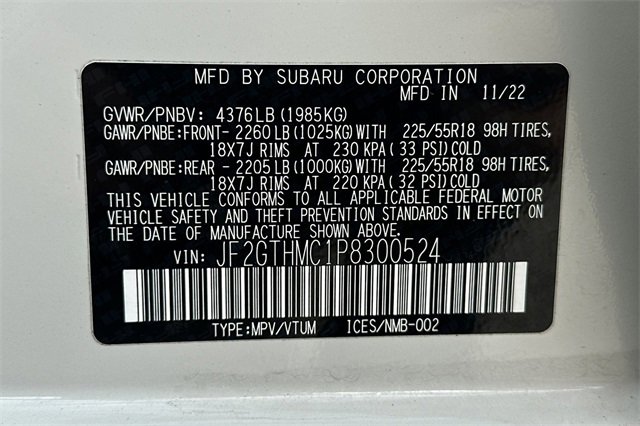 MFD BY SUBARU CORPORATION
MFD IN 11/22
GVWR/PNBV: 4376LB(1985KG)
GAWR/PNBE:FRONT- 2260LB(1025KG)WITH 225/55R18 98H TIRES,
18X7J RIMS AT 230 KPA(33 PSI)COLD
GAWR/PNBE:REAR - 2205LB(1000KG)WITH 225/55R18 98H TIRES,
18X7J RIMS AT 220 KPA(32 PSI)COLD
THIS VEHICLE CONFORMS TO ALL APPLICABLE FEDERAL MOTOR
VEHICLE SAFETY AND THEFT PREVENTION STANDARDS IN EFFECT ON
THE DATE OF MANUFACTURE SHOWN ABOVE.
VIN: JF2GTHMC1P8300524
TYPE:MPV/VTUM ICES/NMB-002